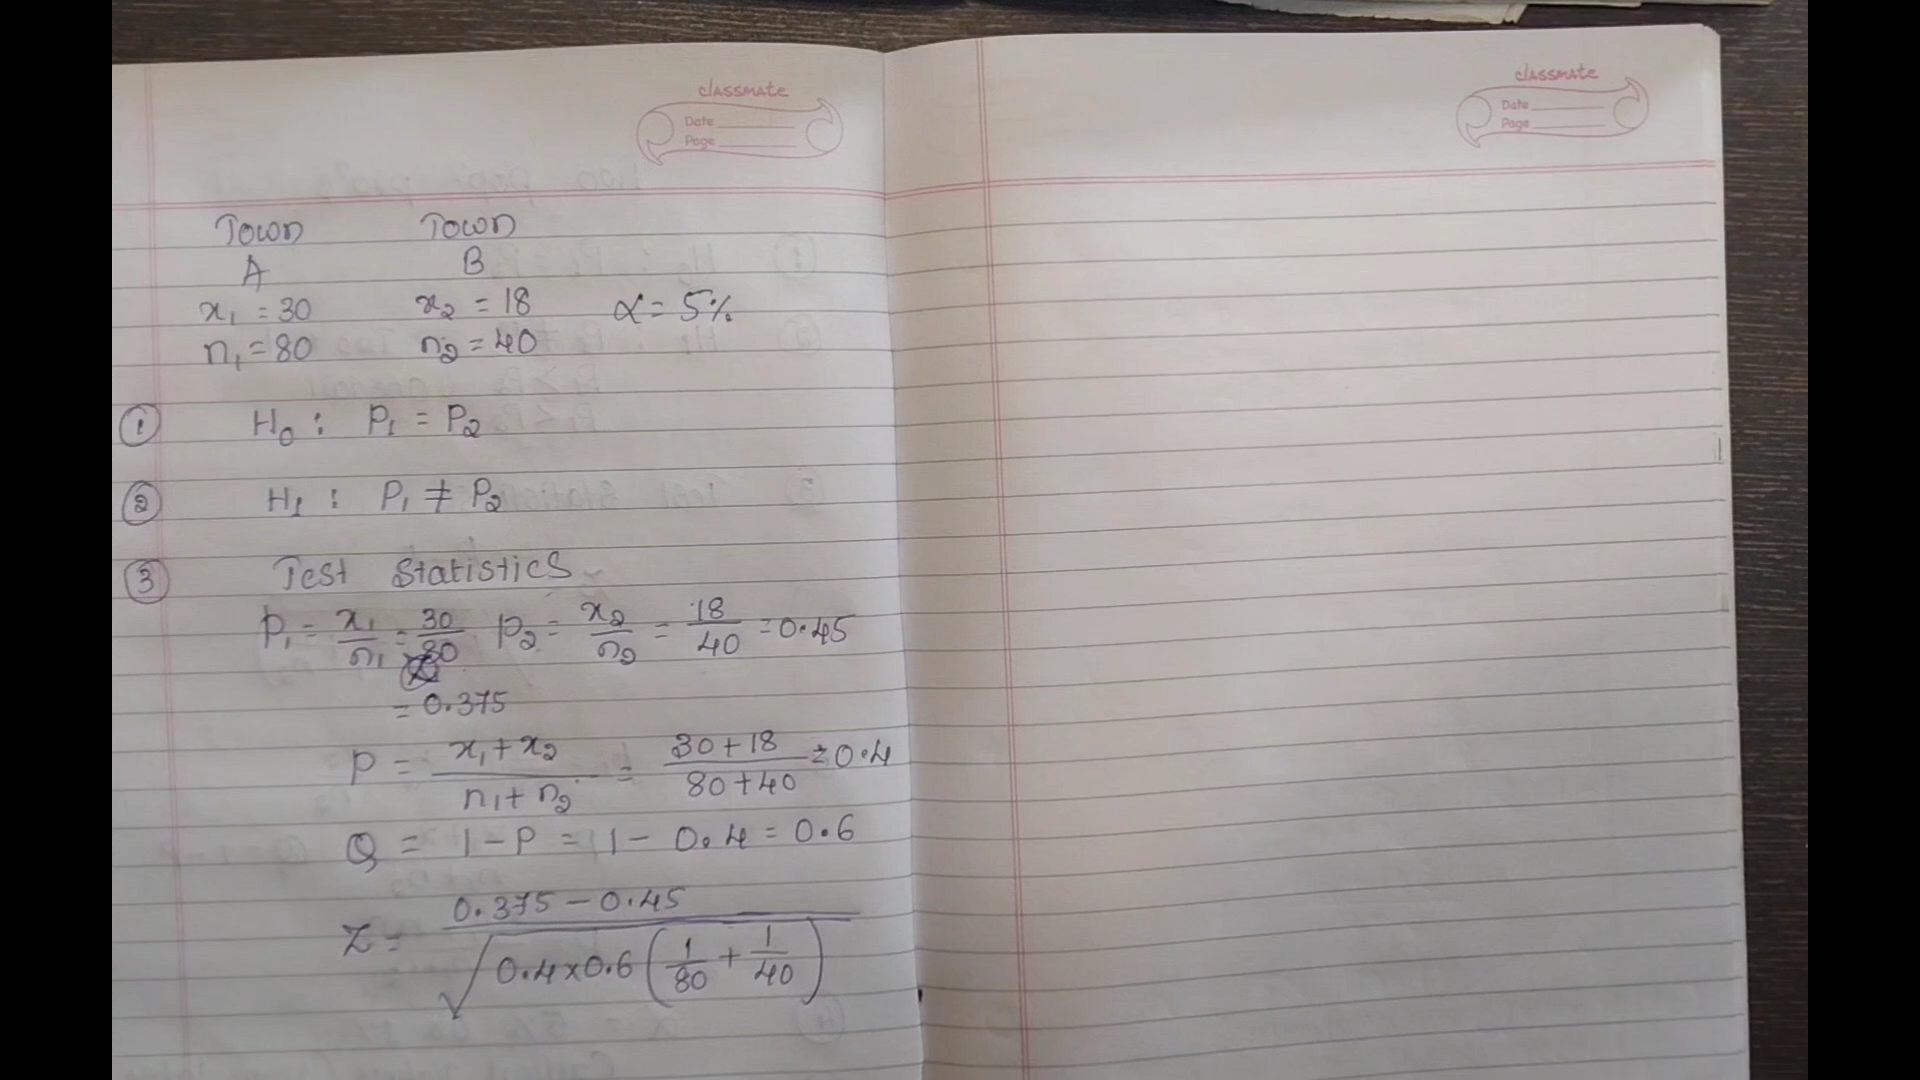 classmate
Date
Page
classmate
Date
Page
Town Town
A B
x₁ = 30 x₂ = 18 α = 5%
n₁ = 80 n₂ = 40
① H₀ : P₁ = P₂
② H₁ : P₁ ≠ P₂
③ Test Statistics
p₁ = x₁/n₁ = 30/80 p₂ = x₂/n₂ = 18/40 = 0.45
= 0.375
P = (x₁ + x₂)/(n₁ + n₂) = (30 + 18)/(80 + 40) = 0.4
Q = 1 - P = 1 - 0.4 = 0.6
Z = (0.375 - 0.45)/√(0.4 x 0.6 (1/80 + 1/40))